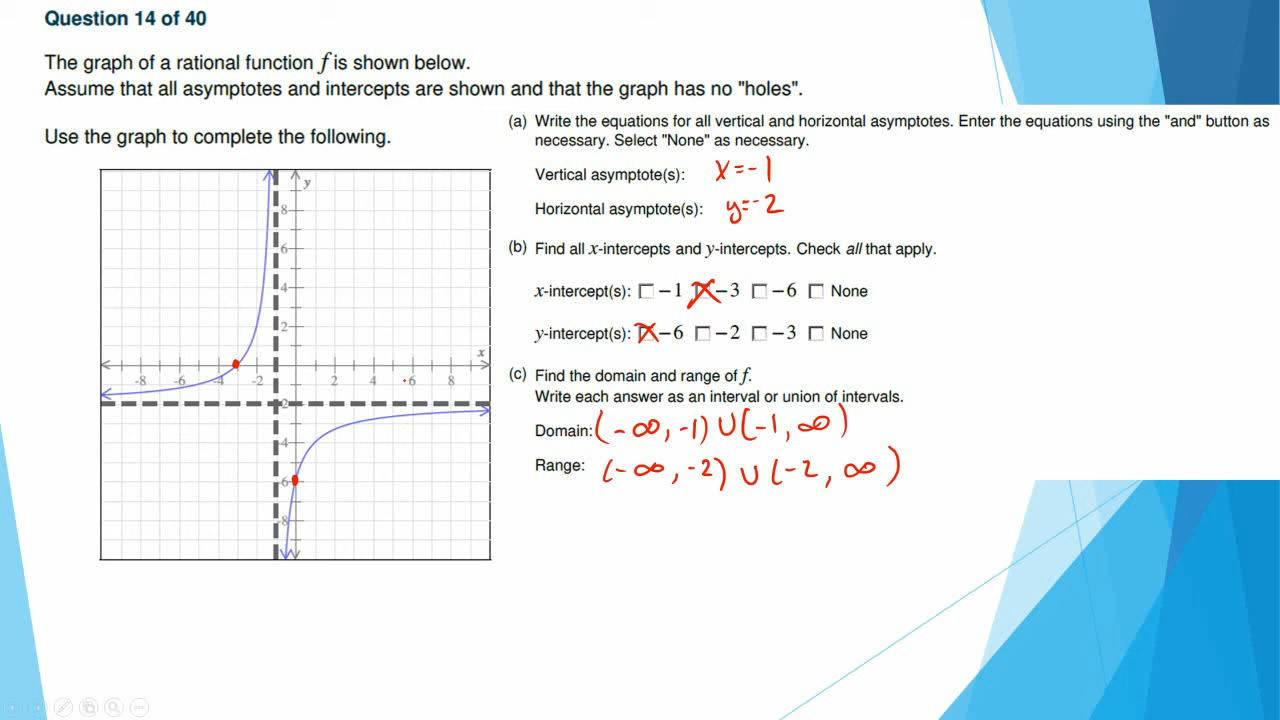 Question 14 of 40
The graph of a rational function f is shown below.
Assume that all asymptotes and intercepts are shown and that the graph has no "holes".
Use the graph to complete the following.
y
8
6
4
2
x
-8 -6 -4 -2 2 4 6 8
-2
-4
-6
-8
(a) Write the equations for all vertical and horizontal asymptotes. Enter the equations using the "and" button as
necessary. Select "None" as necessary.
Vertical asymptote(s): x=-1
Horizontal asymptote(s): y=-2
(b) Find all x-intercepts and y-intercepts. Check all that apply.
x-intercept(s): ☐ −1 ☒ −3 ☐ −6 ☐ None
y-intercept(s): ☒ −6 ☐ −2 ☐ −3 ☐ None
(c) Find the domain and range of f.
Write each answer as an interval or union of intervals.
Domain: (-∞, -1) ∪ (-1, ∞)
Range: (-∞, -2) ∪ (-2, ∞)